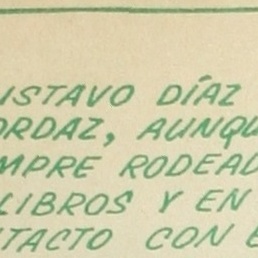 ISTAVO DÍAZ
ORDAZ, AUNQU
MPRE RODEAD
LIBROS Y EN
TACTO CON E